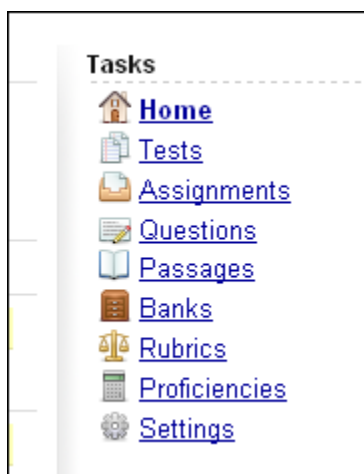 Tasks
Home
Tests
Assignments
Questions
Passages
Banks
Rubrics
Proficiencies
Settings